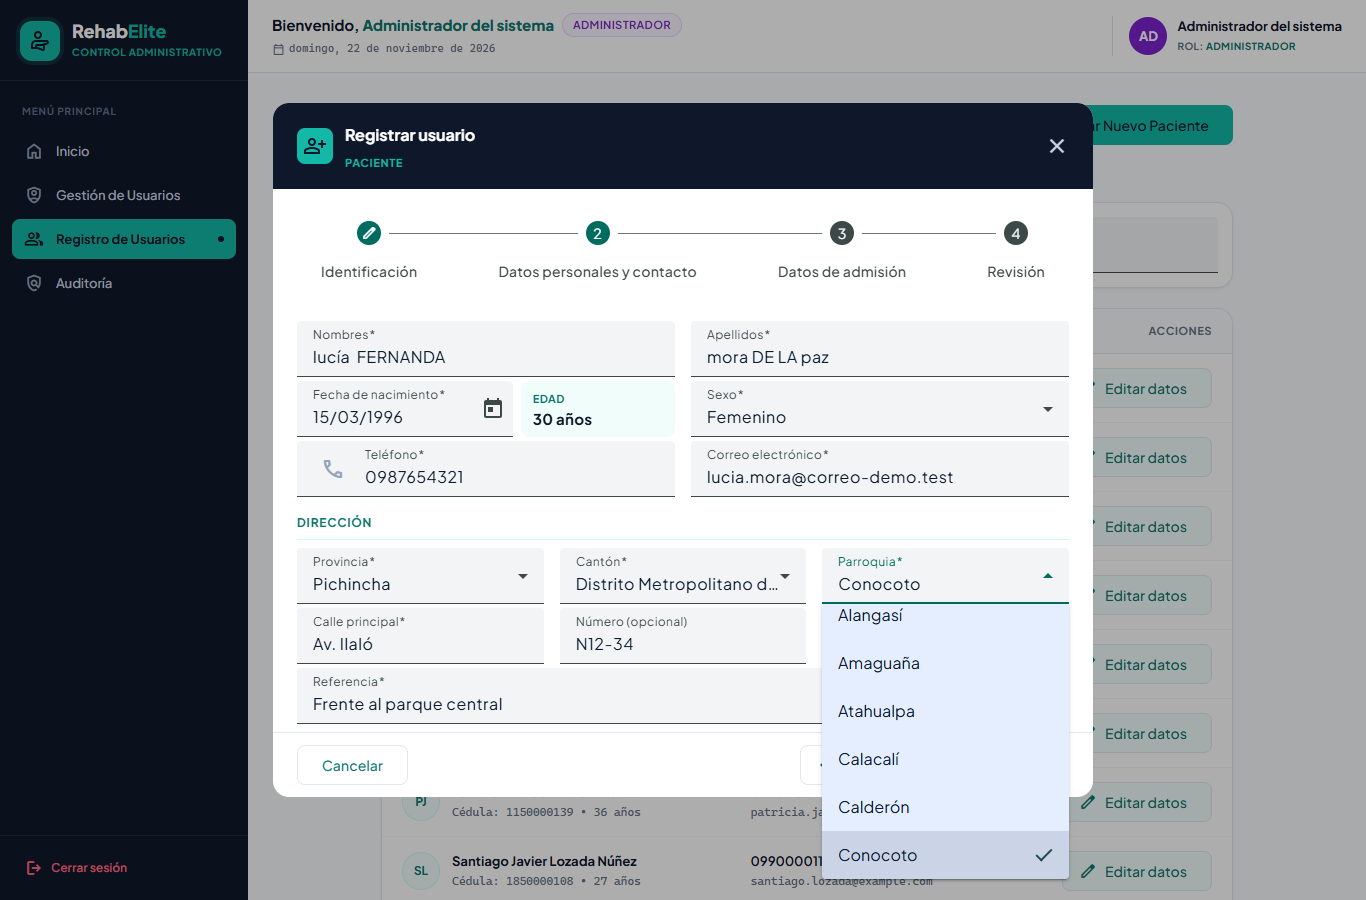 RehabElite
CONTROL ADMINISTRATIVO
MENÚ PRINCIPAL
Inicio
Gestión de Usuarios
Registro de Usuarios
Auditoría
Cerrar sesión
Bienvenido, Administrador del sistema ADMINISTRADOR
domingo, 22 de noviembre de 2026
AD
Administrador del sistema
ROL: ADMINISTRADOR
Nuevo Paciente
Registrar usuario
PACIENTE
2
3
4
Identificación
Datos personales y contacto
Datos de admisión
Revisión
Nombres*
lucía  FERNANDA
Apellidos*
mora DE LA paz
Fecha de nacimiento*
15/03/1996
EDAD
30 años
Sexo*
Femenino
Teléfono*
0987654321
Correo electrónico*
lucia.mora@correo-demo.test
DIRECCIÓN
Provincia*
Pichincha
Cantón*
Distrito Metropolitano d...
Parroquia*
Conocoto
Calle principal*
Av. Ilaló
Número (opcional)
N12-34
Referencia*
Frente al parque central
Alangasí
Amaguaña
Atahualpa
Calacalí
Calderón
Conocoto
Cancelar
ACCIONES
Editar datos
Editar datos
Editar datos
Editar datos
Editar datos
Editar datos
PJ
Cédula: 1150000139 • 36 años
patricia.ja
Editar datos
SL
Santiago Javier Lozada Núñez
Cédula: 1850000108 • 27 años
099000011
santiago.lozada@example.com
Editar datos